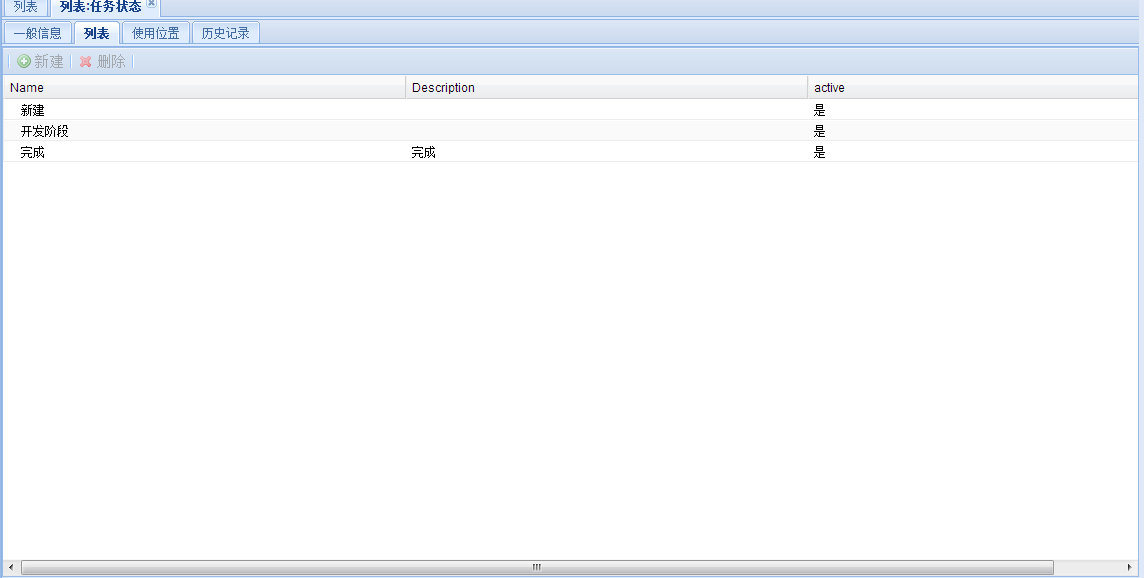 列表 列表:任务状态
一般信息 列表 使用位置 历史记录
新建 删除
Name Description active
新建 是
开发阶段 是
完成 完成 是